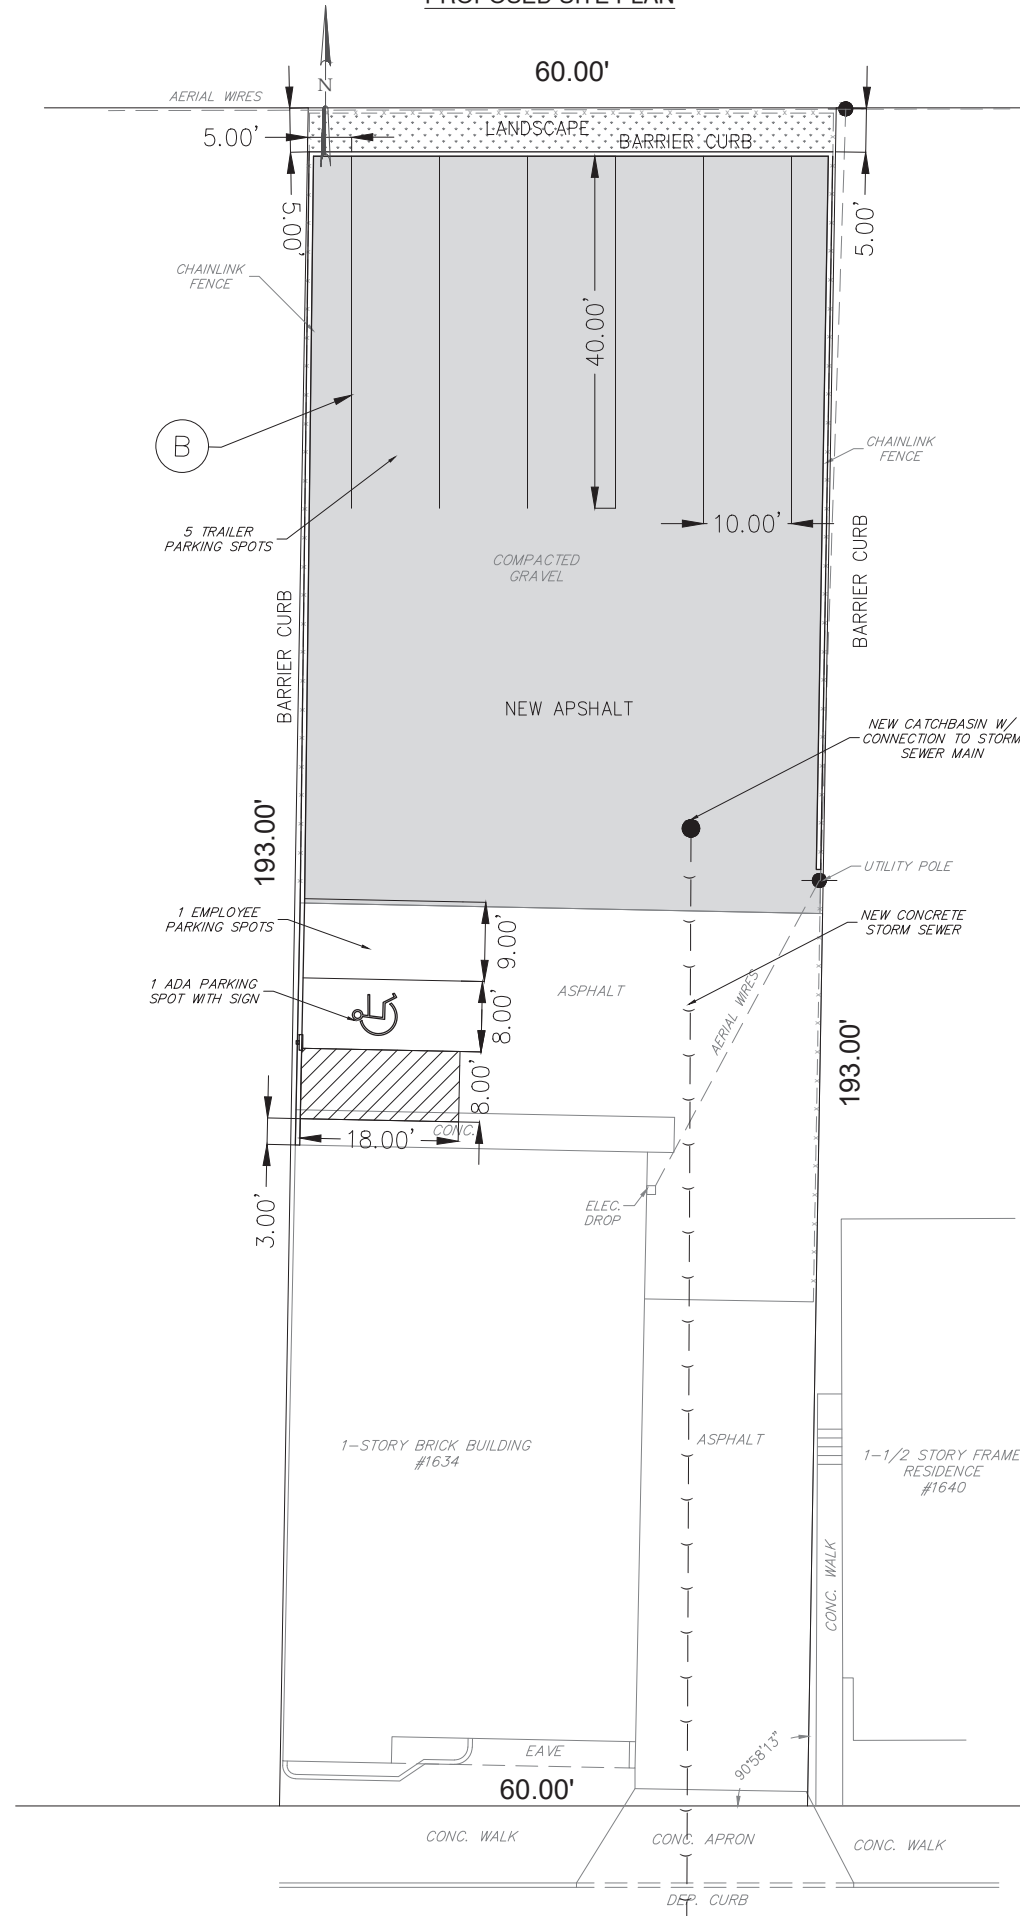 PROPOSED SITE PLAN
60.00'
N
AERIAL WIRES
5.00'
LANDSCAPE
BARRIER CURB
5.00'
5.00'
CHAINLINK
FENCE
40.00'
B
CHAINLINK
FENCE
5 TRAILER
PARKING SPOTS
10.00'
COMPACTED
GRAVEL
BARRIER CURB
BARRIER CURB
NEW APSHALT
NEW CATCHBASIN W/
CONNECTION TO STORM
SEWER MAIN
193.00'
UTILITY POLE
1 EMPLOYEE
PARKING SPOTS
9.00'
NEW CONCRETE
STORM SEWER
1 ADA PARKING
SPOT WITH SIGN
ASPHALT
8.00'
AERIAL WIRES
193.00'
8.00'
CONC.
18.00'
3.00'
ELEC.
DROP
1-STORY BRICK BUILDING
#1634
ASPHALT
1-1/2 STORY FRAME
RESIDENCE
#1640
CONC. WALK
EAVE
90°58'13"
60.00'
CONC. WALK
CONC. APRON
CONC. WALK
DEP. CURB